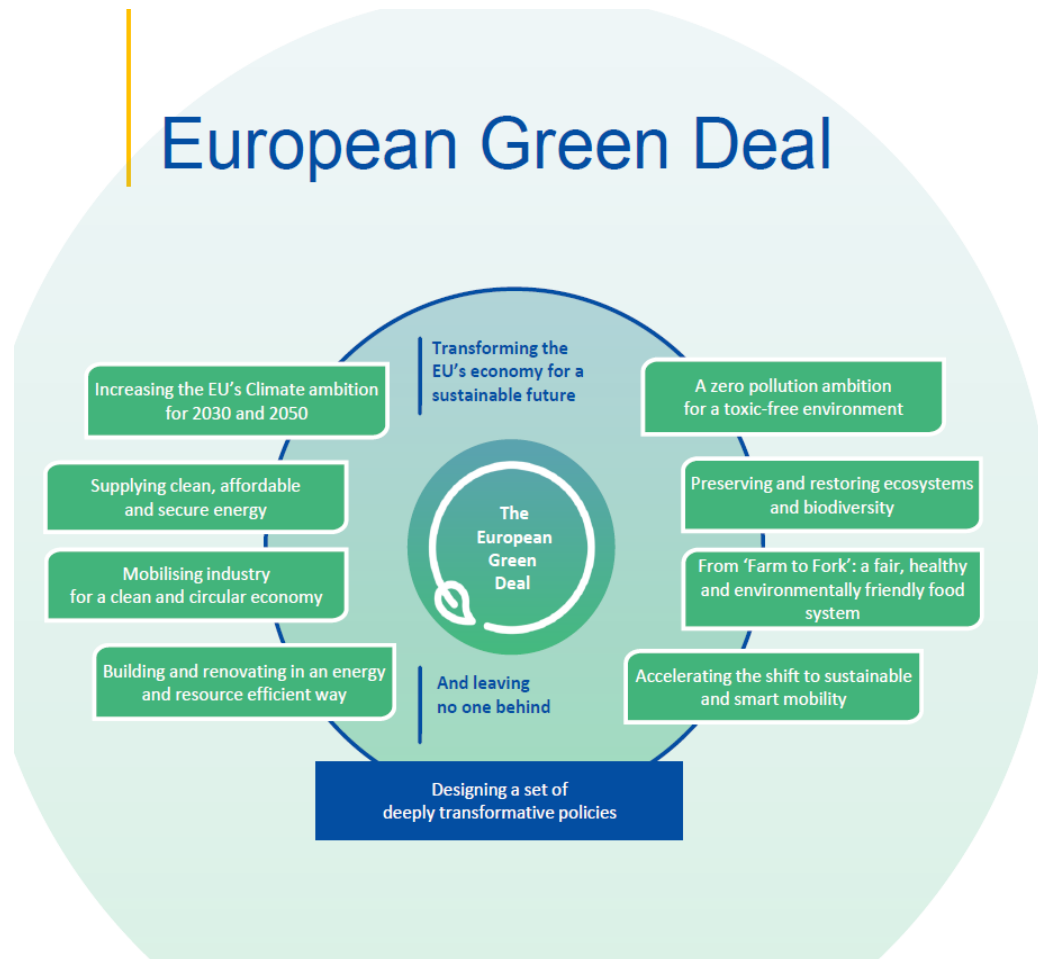 European Green Deal
Transforming the
EU’s economy for a
sustainable future
Increasing the EU’s Climate ambition
for 2030 and 2050
Supplying clean, affordable
and secure energy
Mobilising industry
for a clean and circular economy
Building and renovating in an energy
and resource efficient way
The
European
Green
Deal
A zero pollution ambition
for a toxic-free environment
Preserving and restoring ecosystems
and biodiversity
From ‘Farm to Fork’: a fair, healthy
and environmentally friendly food
system
Accelerating the shift to sustainable
and smart mobility
And leaving
no one behind
Designing a set of
deeply transformative policies